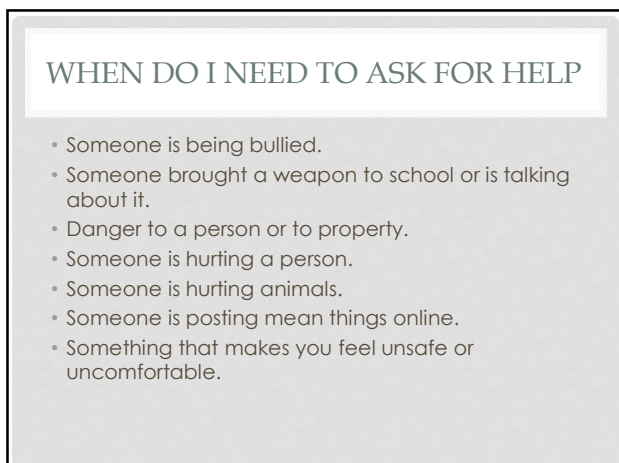 WHEN DO I NEED TO ASK FOR HELP
• Someone is being bullied.
• Someone brought a weapon to school or is talking
about it.
• Danger to a person or to property.
• Someone is hurting a person.
• Someone is hurting animals.
• Someone is posting mean things online.
• Something that makes you feel unsafe or
uncomfortable.